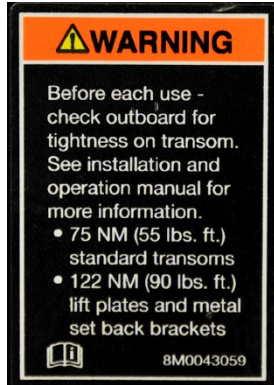 WARNING
Before each use -
check outboard for
tightness on transom.
See installation and
operation manual for
more information.
• 75 NM (55 lbs. ft.)
standard transoms
• 122 NM (90 lbs. ft.)
lift plates and metal
set back brackets
8M0043059